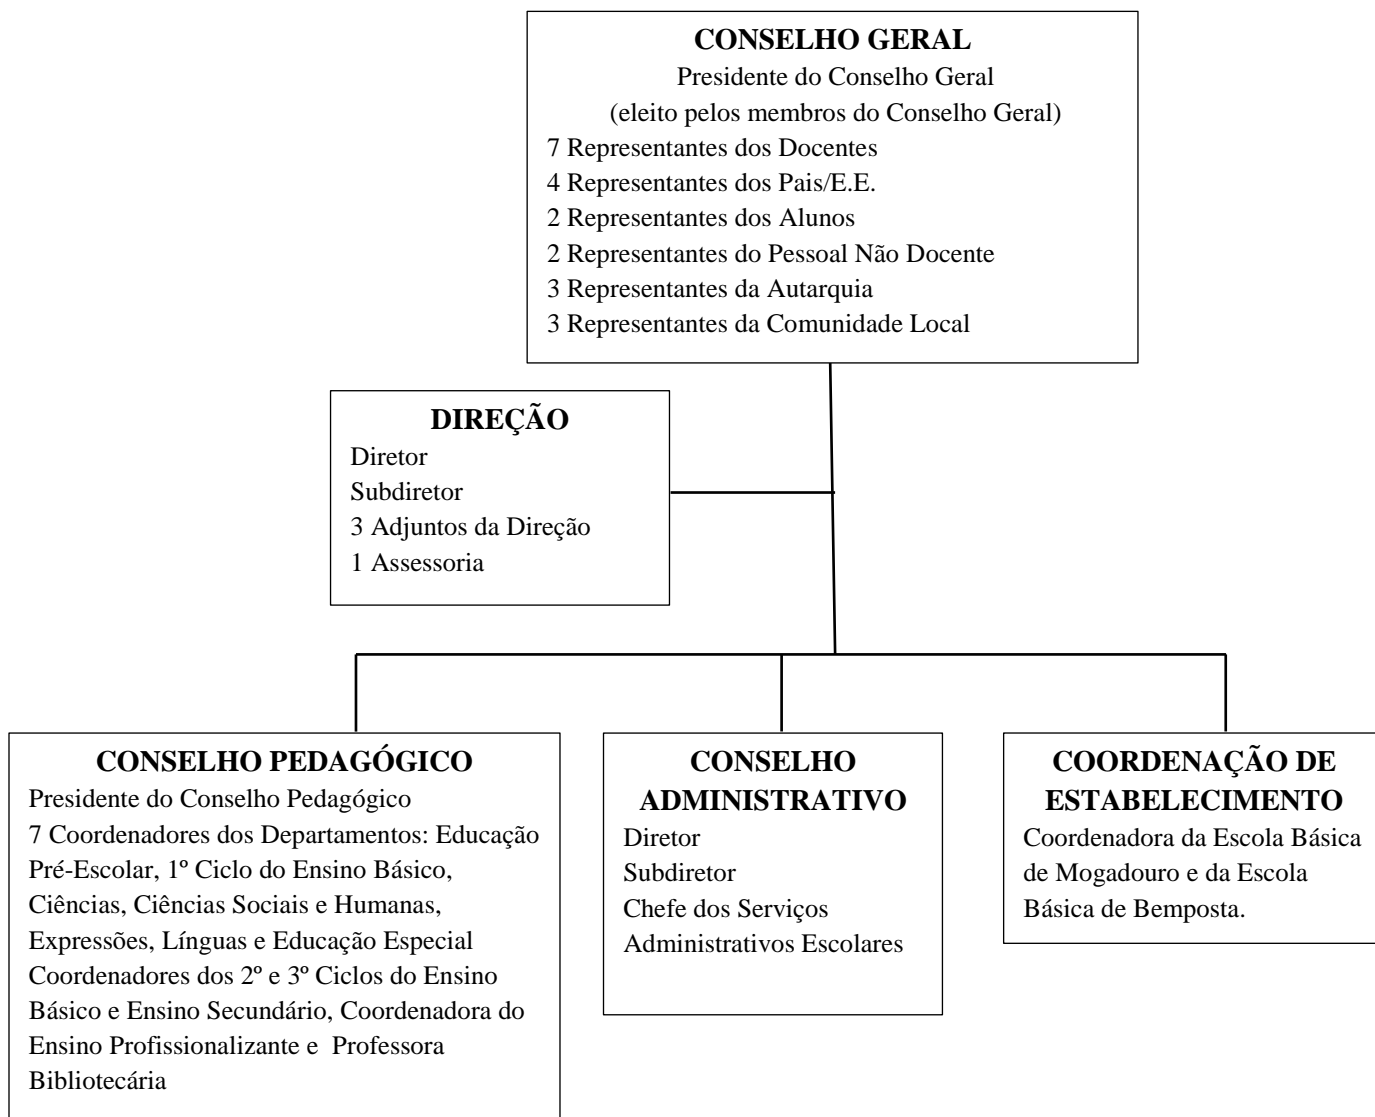 CONSELHO GERAL
Presidente do Conselho Geral
(eleito pelos membros do Conselho Geral)
7 Representantes dos Docentes
4 Representantes dos Pais/E.E.
2 Representantes dos Alunos
2 Representantes do Pessoal Não Docente
3 Representantes da Autarquia
3 Representantes da Comunidade Local
DIREÇÃO
Diretor
Subdiretor
3 Adjuntos da Direção
1 Assessoria
CONSELHO PEDAGÓGICO
Presidente do Conselho Pedagógico
7 Coordenadores dos Departamentos: Educação
Pré-Escolar, 1º Ciclo do Ensino Básico,
Ciências, Ciências Sociais e Humanas,
Expressões, Línguas e Educação Especial
Coordenadores dos 2º e 3º Ciclos do Ensino
Básico e Ensino Secundário, Coordenadora do
Ensino Profissionalizante e  Professora
Bibliotecária
CONSELHO
ADMINISTRATIVO
Diretor
Subdiretor
Chefe dos Serviços
Administrativos Escolares
COORDENAÇÃO DE
ESTABELECIMENTO
Coordenadora da Escola Básica
de Mogadouro e da Escola
Básica de Bemposta.